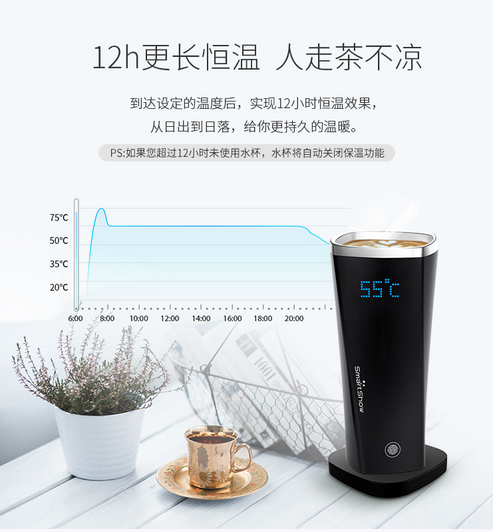 12h更长恒温 人走茶不凉
到达设定的温度后，实现12小时恒温效果，
从日出到日落，给你更持久的温暖。
PS:如果您超过12小时未使用水杯，水杯将自动关闭保温功能
75℃
50℃
35℃
20℃
6:00 8:00 10:00 12:00 14:00 16:00 18:00 20:00
55℃
SmartShow